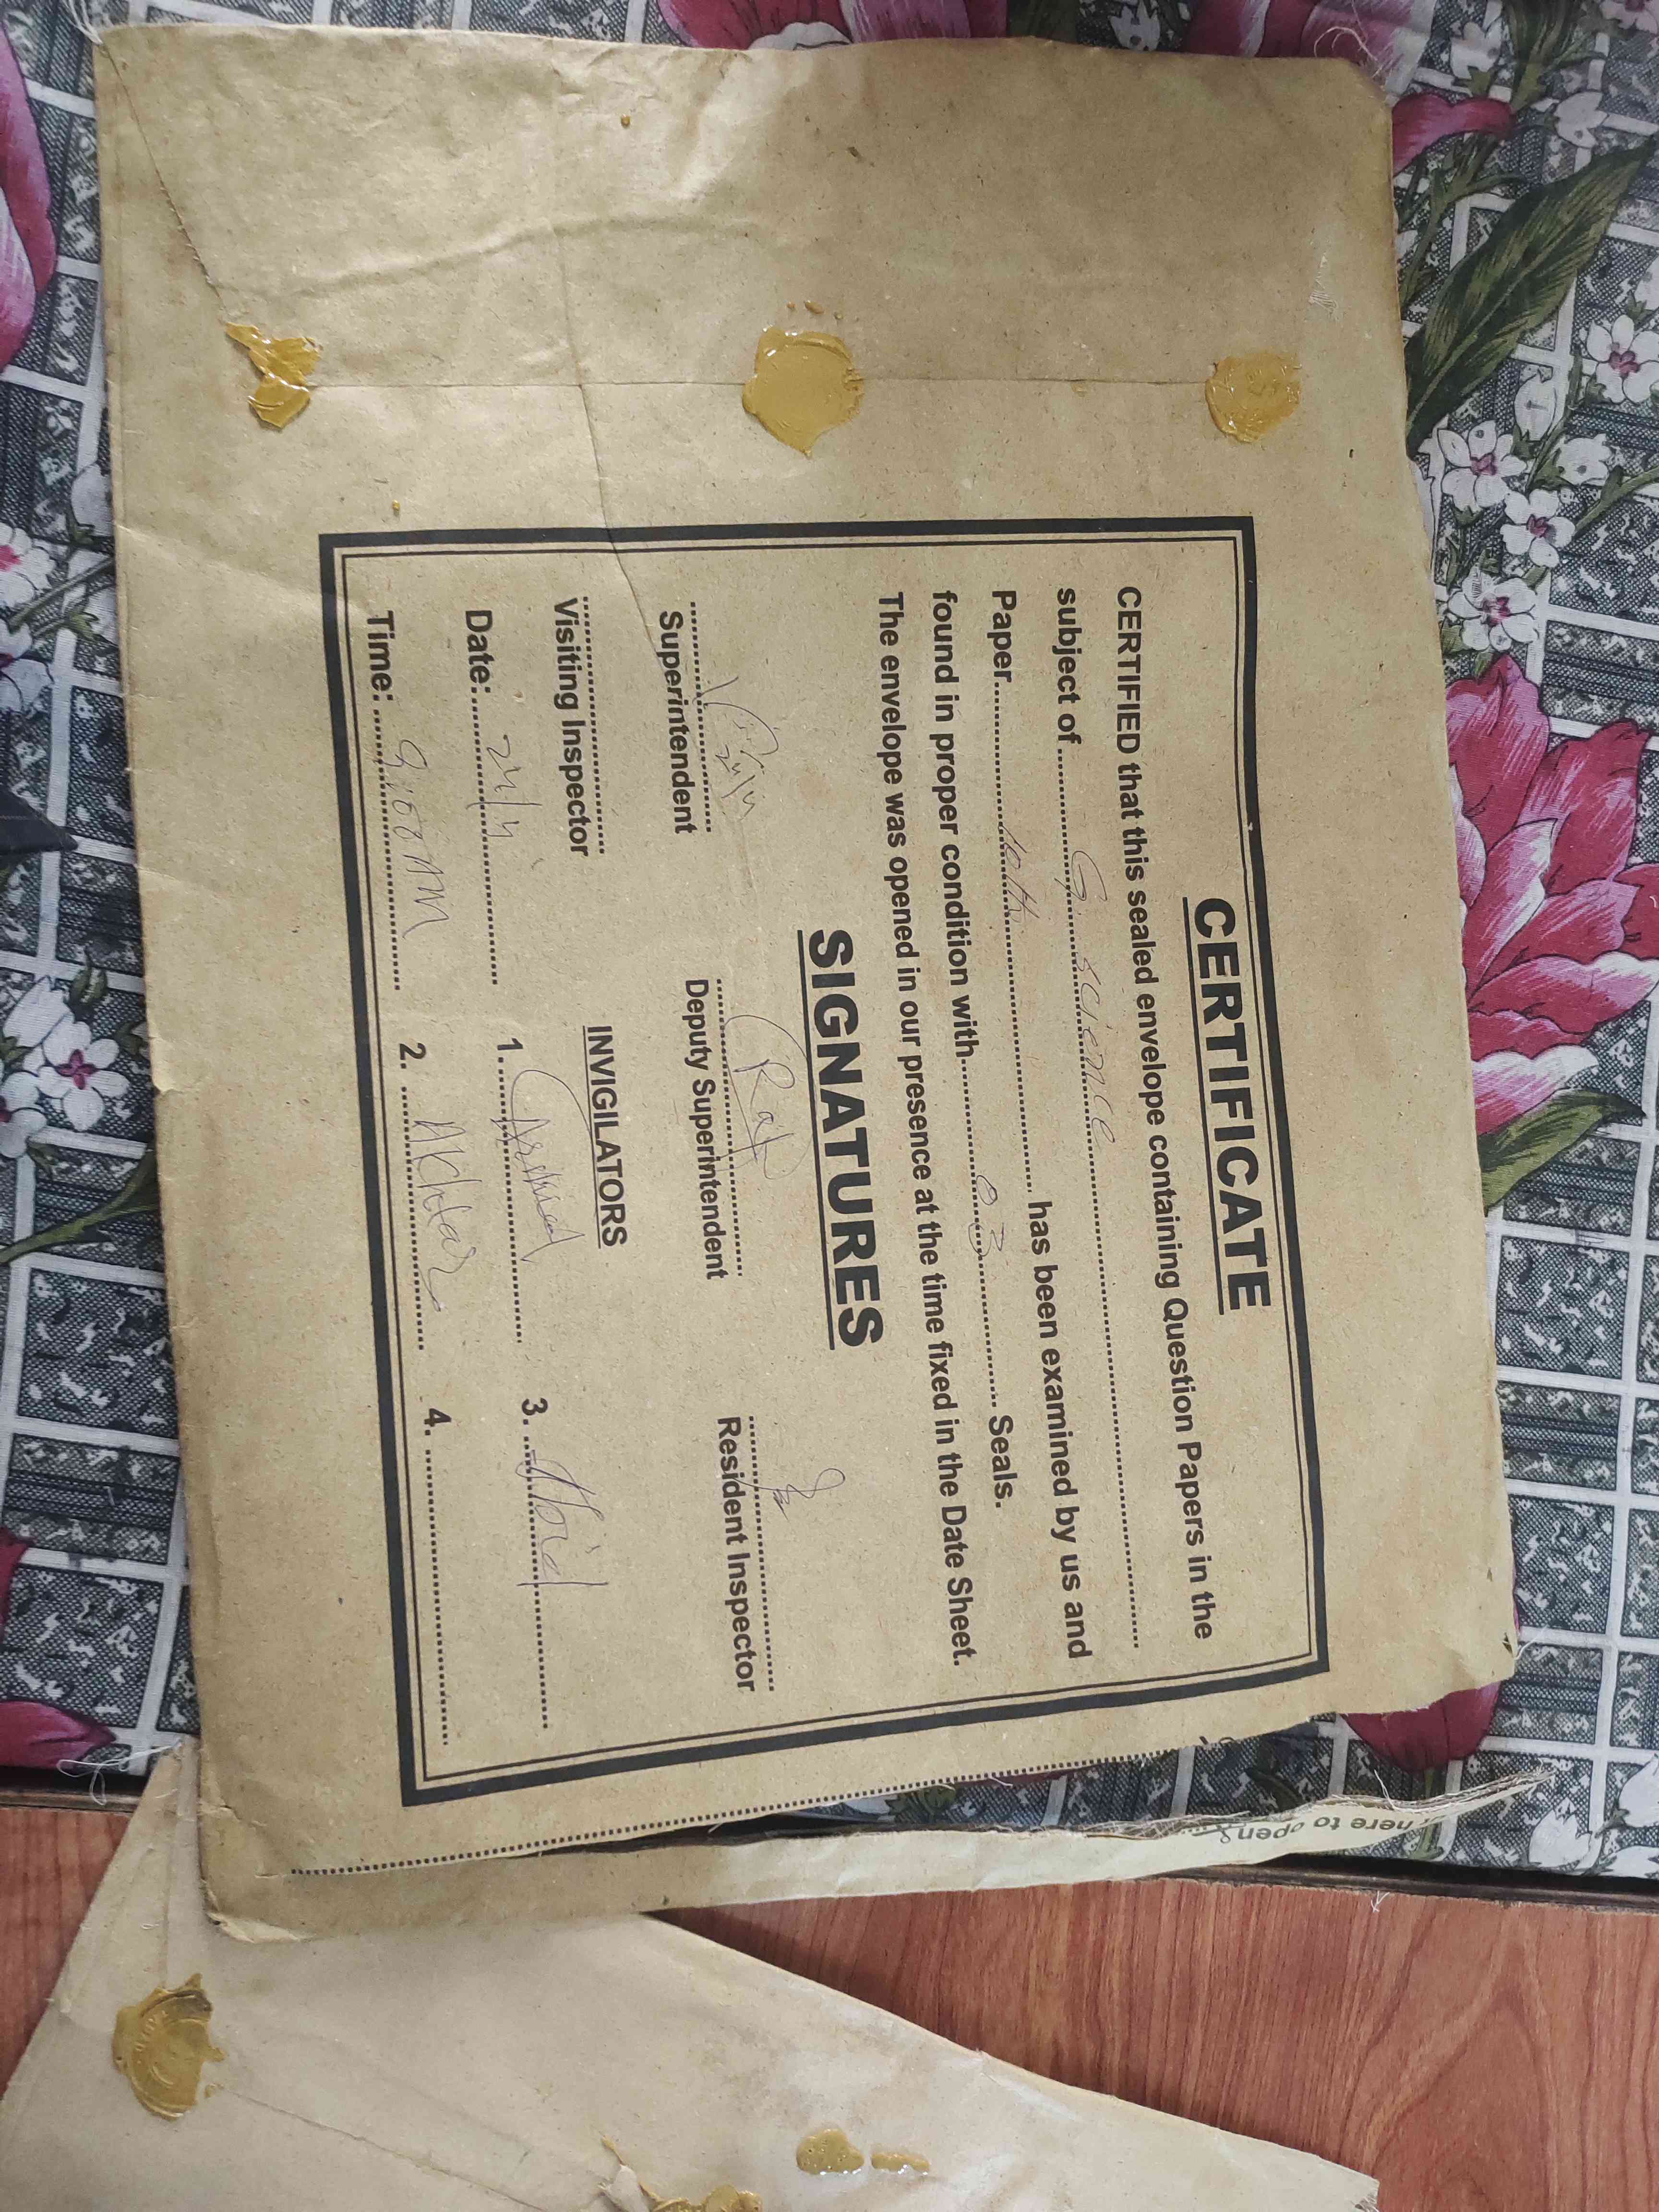 CERTIFICATE
CERTIFIED that this sealed envelope containing Question Papers in the
subject of G. science
Paper 10th has been examined by us and
found in proper condition with 03 Seals.
The envelope was opened in our presence at the time fixed in the Date Sheet.
SIGNATURES
Superintendent Deputy Superintendent Resident Inspector
Visiting Inspector
INVIGILATORS
Date: 24/4 1. Arshad 3. Abid
Time: 9:00 AM 2. Akhtar 4.
here to open